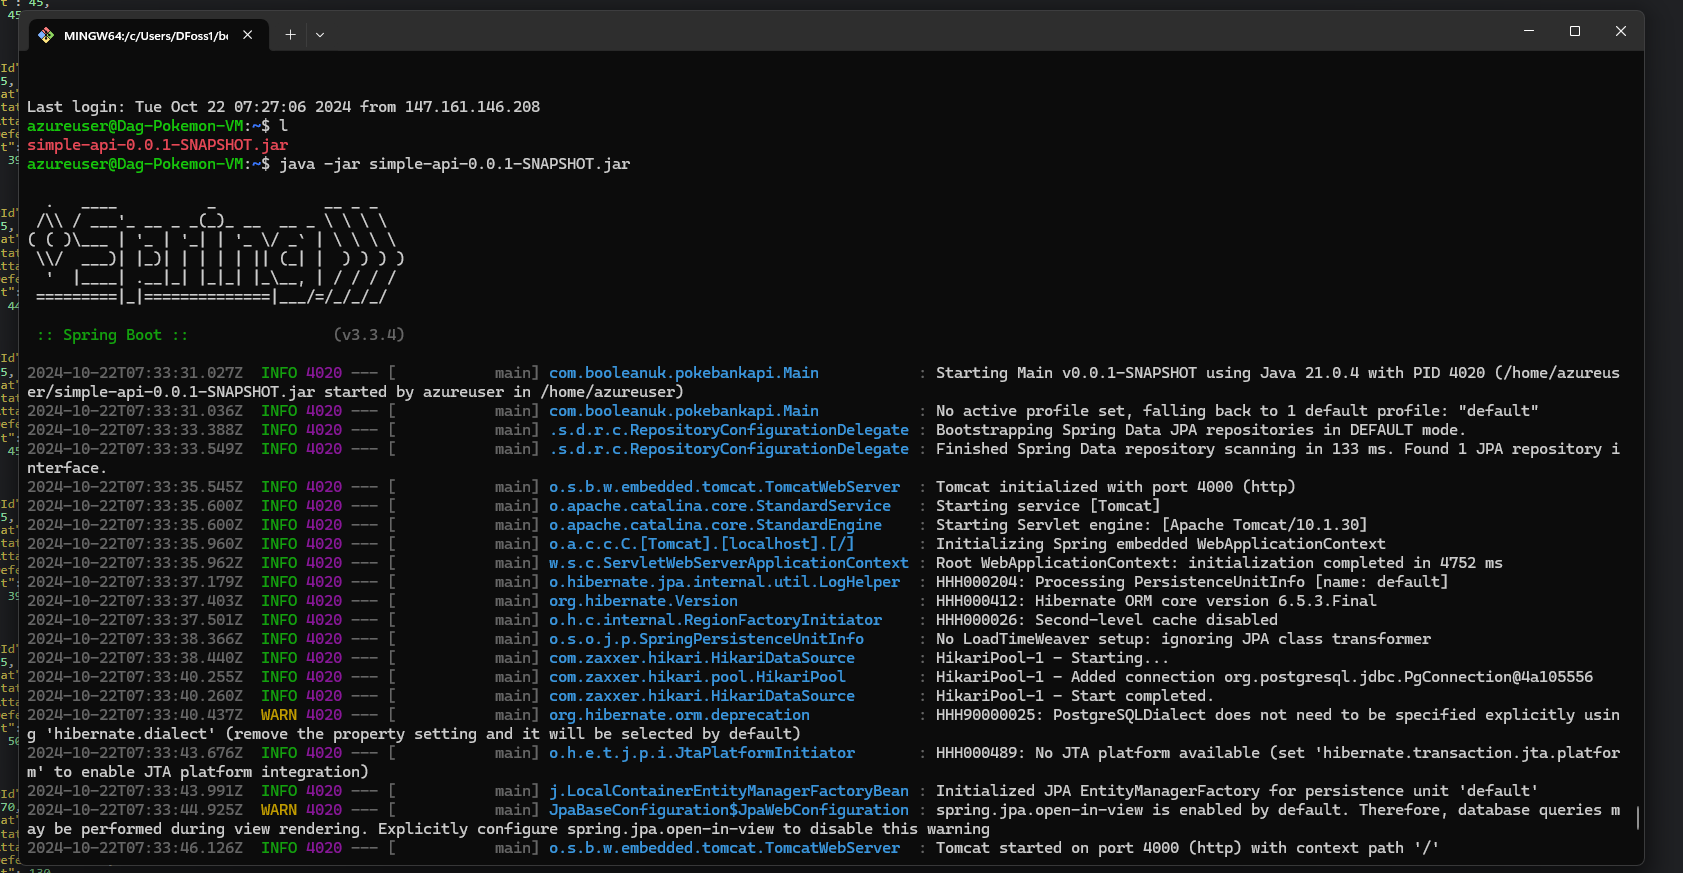 MINGW64:/c/Users/DFoss1/be
Last login: Tue Oct 22 07:27:06 2024 from 147.161.146.208
azureuser@Dag-Pokemon-VM:~$ l
simple-api-0.0.1-SNAPSHOT.jar
azureuser@Dag-Pokemon-VM:~$ java -jar simple-api-0.0.1-SNAPSHOT.jar
  .   ____          _            __ _ _
 /\\ / ___'_ __ _ _(_)_ __  __ _ \ \ \ \
( ( )\___ | '_ | '_| | '_ \/ _` | \ \ \ \
 \\/  ___)| |_)| | | | | || (_| |  ) ) ) )
  '  |____| .__|_| |_|_| |_\__, | / / / /
 =========|_|==============|___/=/_/_/_/
 :: Spring Boot ::                (v3.3.4)
2024-10-22T07:33:31.027Z  INFO 4020 --- [           main] com.booleanuk.pokebankapi.Main           : Starting Main v0.0.1-SNAPSHOT using Java 21.0.4 with PID 4020 (/home/azureus
er/simple-api-0.0.1-SNAPSHOT.jar started by azureuser in /home/azureuser)
2024-10-22T07:33:31.036Z  INFO 4020 --- [           main] com.booleanuk.pokebankapi.Main           : No active profile set, falling back to 1 default profile: "default"
2024-10-22T07:33:33.388Z  INFO 4020 --- [           main] .s.d.r.c.RepositoryConfigurationDelegate : Bootstrapping Spring Data JPA repositories in DEFAULT mode.
2024-10-22T07:33:33.549Z  INFO 4020 --- [           main] .s.d.r.c.RepositoryConfigurationDelegate : Finished Spring Data repository scanning in 133 ms. Found 1 JPA repository i
nterface.
2024-10-22T07:33:35.545Z  INFO 4020 --- [           main] o.s.b.w.embedded.tomcat.TomcatWebServer  : Tomcat initialized with port 4000 (http)
2024-10-22T07:33:35.600Z  INFO 4020 --- [           main] o.apache.catalina.core.StandardService   : Starting service [Tomcat]
2024-10-22T07:33:35.600Z  INFO 4020 --- [           main] o.apache.catalina.core.StandardEngine    : Starting Servlet engine: [Apache Tomcat/10.1.30]
2024-10-22T07:33:35.960Z  INFO 4020 --- [           main] o.a.c.c.C.[Tomcat].[localhost].[/]       : Initializing Spring embedded WebApplicationContext
2024-10-22T07:33:35.962Z  INFO 4020 --- [           main] w.s.c.ServletWebServerApplicationContext : Root WebApplicationContext: initialization completed in 4752 ms
2024-10-22T07:33:37.179Z  INFO 4020 --- [           main] o.hibernate.jpa.internal.util.LogHelper  : HHH000204: Processing PersistenceUnitInfo [name: default]
2024-10-22T07:33:37.403Z  INFO 4020 --- [           main] org.hibernate.Version                    : HHH000412: Hibernate ORM core version 6.5.3.Final
2024-10-22T07:33:37.501Z  INFO 4020 --- [           main] o.h.c.internal.RegionFactoryInitiator    : HHH000026: Second-level cache disabled
2024-10-22T07:33:38.366Z  INFO 4020 --- [           main] o.s.o.j.p.SpringPersistenceUnitInfo      : No LoadTimeWeaver setup: ignoring JPA class transformer
2024-10-22T07:33:38.440Z  INFO 4020 --- [           main] com.zaxxer.hikari.HikariDataSource       : HikariPool-1 - Starting...
2024-10-22T07:33:40.255Z  INFO 4020 --- [           main] com.zaxxer.hikari.pool.HikariPool        : HikariPool-1 - Added connection org.postgresql.jdbc.PgConnection@4a105556
2024-10-22T07:33:40.260Z  INFO 4020 --- [           main] com.zaxxer.hikari.HikariDataSource       : HikariPool-1 - Start completed.
2024-10-22T07:33:40.437Z  WARN 4020 --- [           main] org.hibernate.orm.deprecation            : HHH90000025: PostgreSQLDialect does not need to be specified explicitly usin
g 'hibernate.dialect' (remove the property setting and it will be selected by default)
2024-10-22T07:33:43.676Z  INFO 4020 --- [           main] o.h.e.t.j.p.i.JtaPlatformInitiator       : HHH000489: No JTA platform available (set 'hibernate.transaction.jta.platfor
m' to enable JTA platform integration)
2024-10-22T07:33:43.991Z  INFO 4020 --- [           main] j.LocalContainerEntityManagerFactoryBean : Initialized JPA EntityManagerFactory for persistence unit 'default'
2024-10-22T07:33:44.925Z  WARN 4020 --- [           main] JpaBaseConfiguration$JpaWebConfiguration : spring.jpa.open-in-view is enabled by default. Therefore, database queries m
ay be performed during view rendering. Explicitly configure spring.jpa.open-in-view to disable this warning
2024-10-22T07:33:46.126Z  INFO 4020 --- [           main] o.s.b.w.embedded.tomcat.TomcatWebServer  : Tomcat started on port 4000 (http) with context path '/'